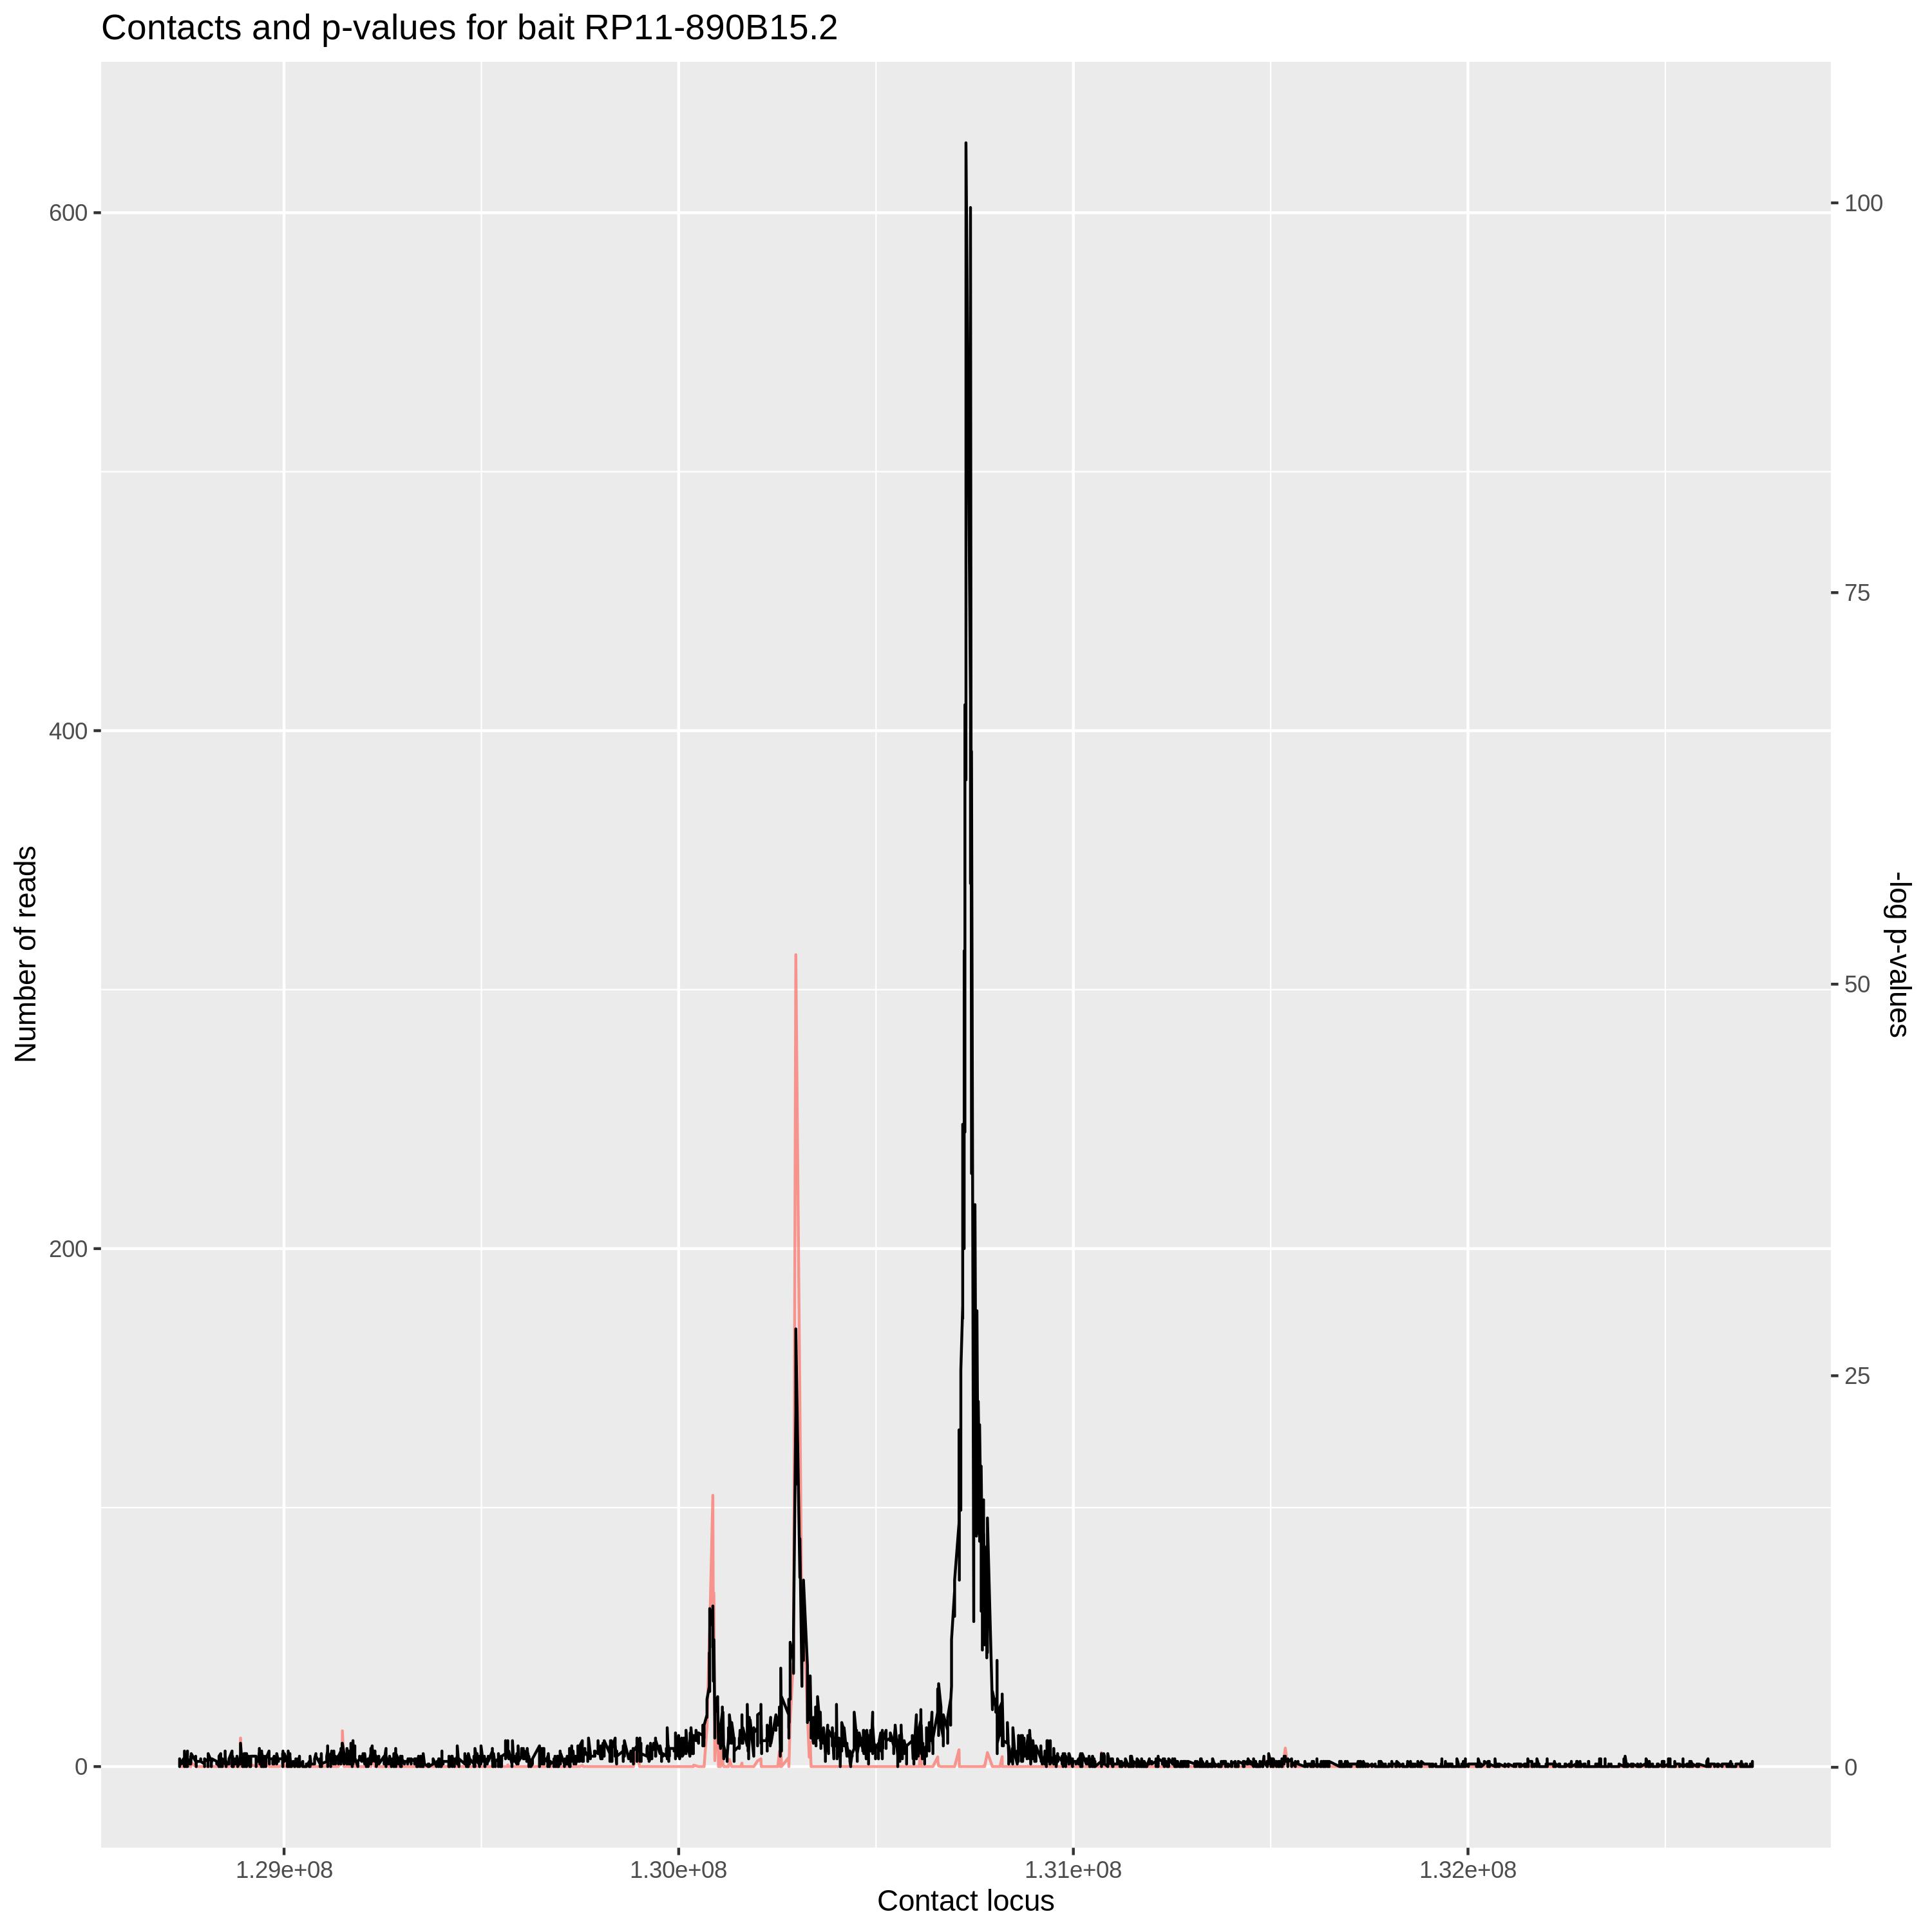 Contacts and p-values for bait RP11-890B15.2
600
400
200
0
Number of reads
100
75
50
25
0
-log p-values
1.29e+08
1.30e+08
1.31e+08
1.32e+08
Contact locus